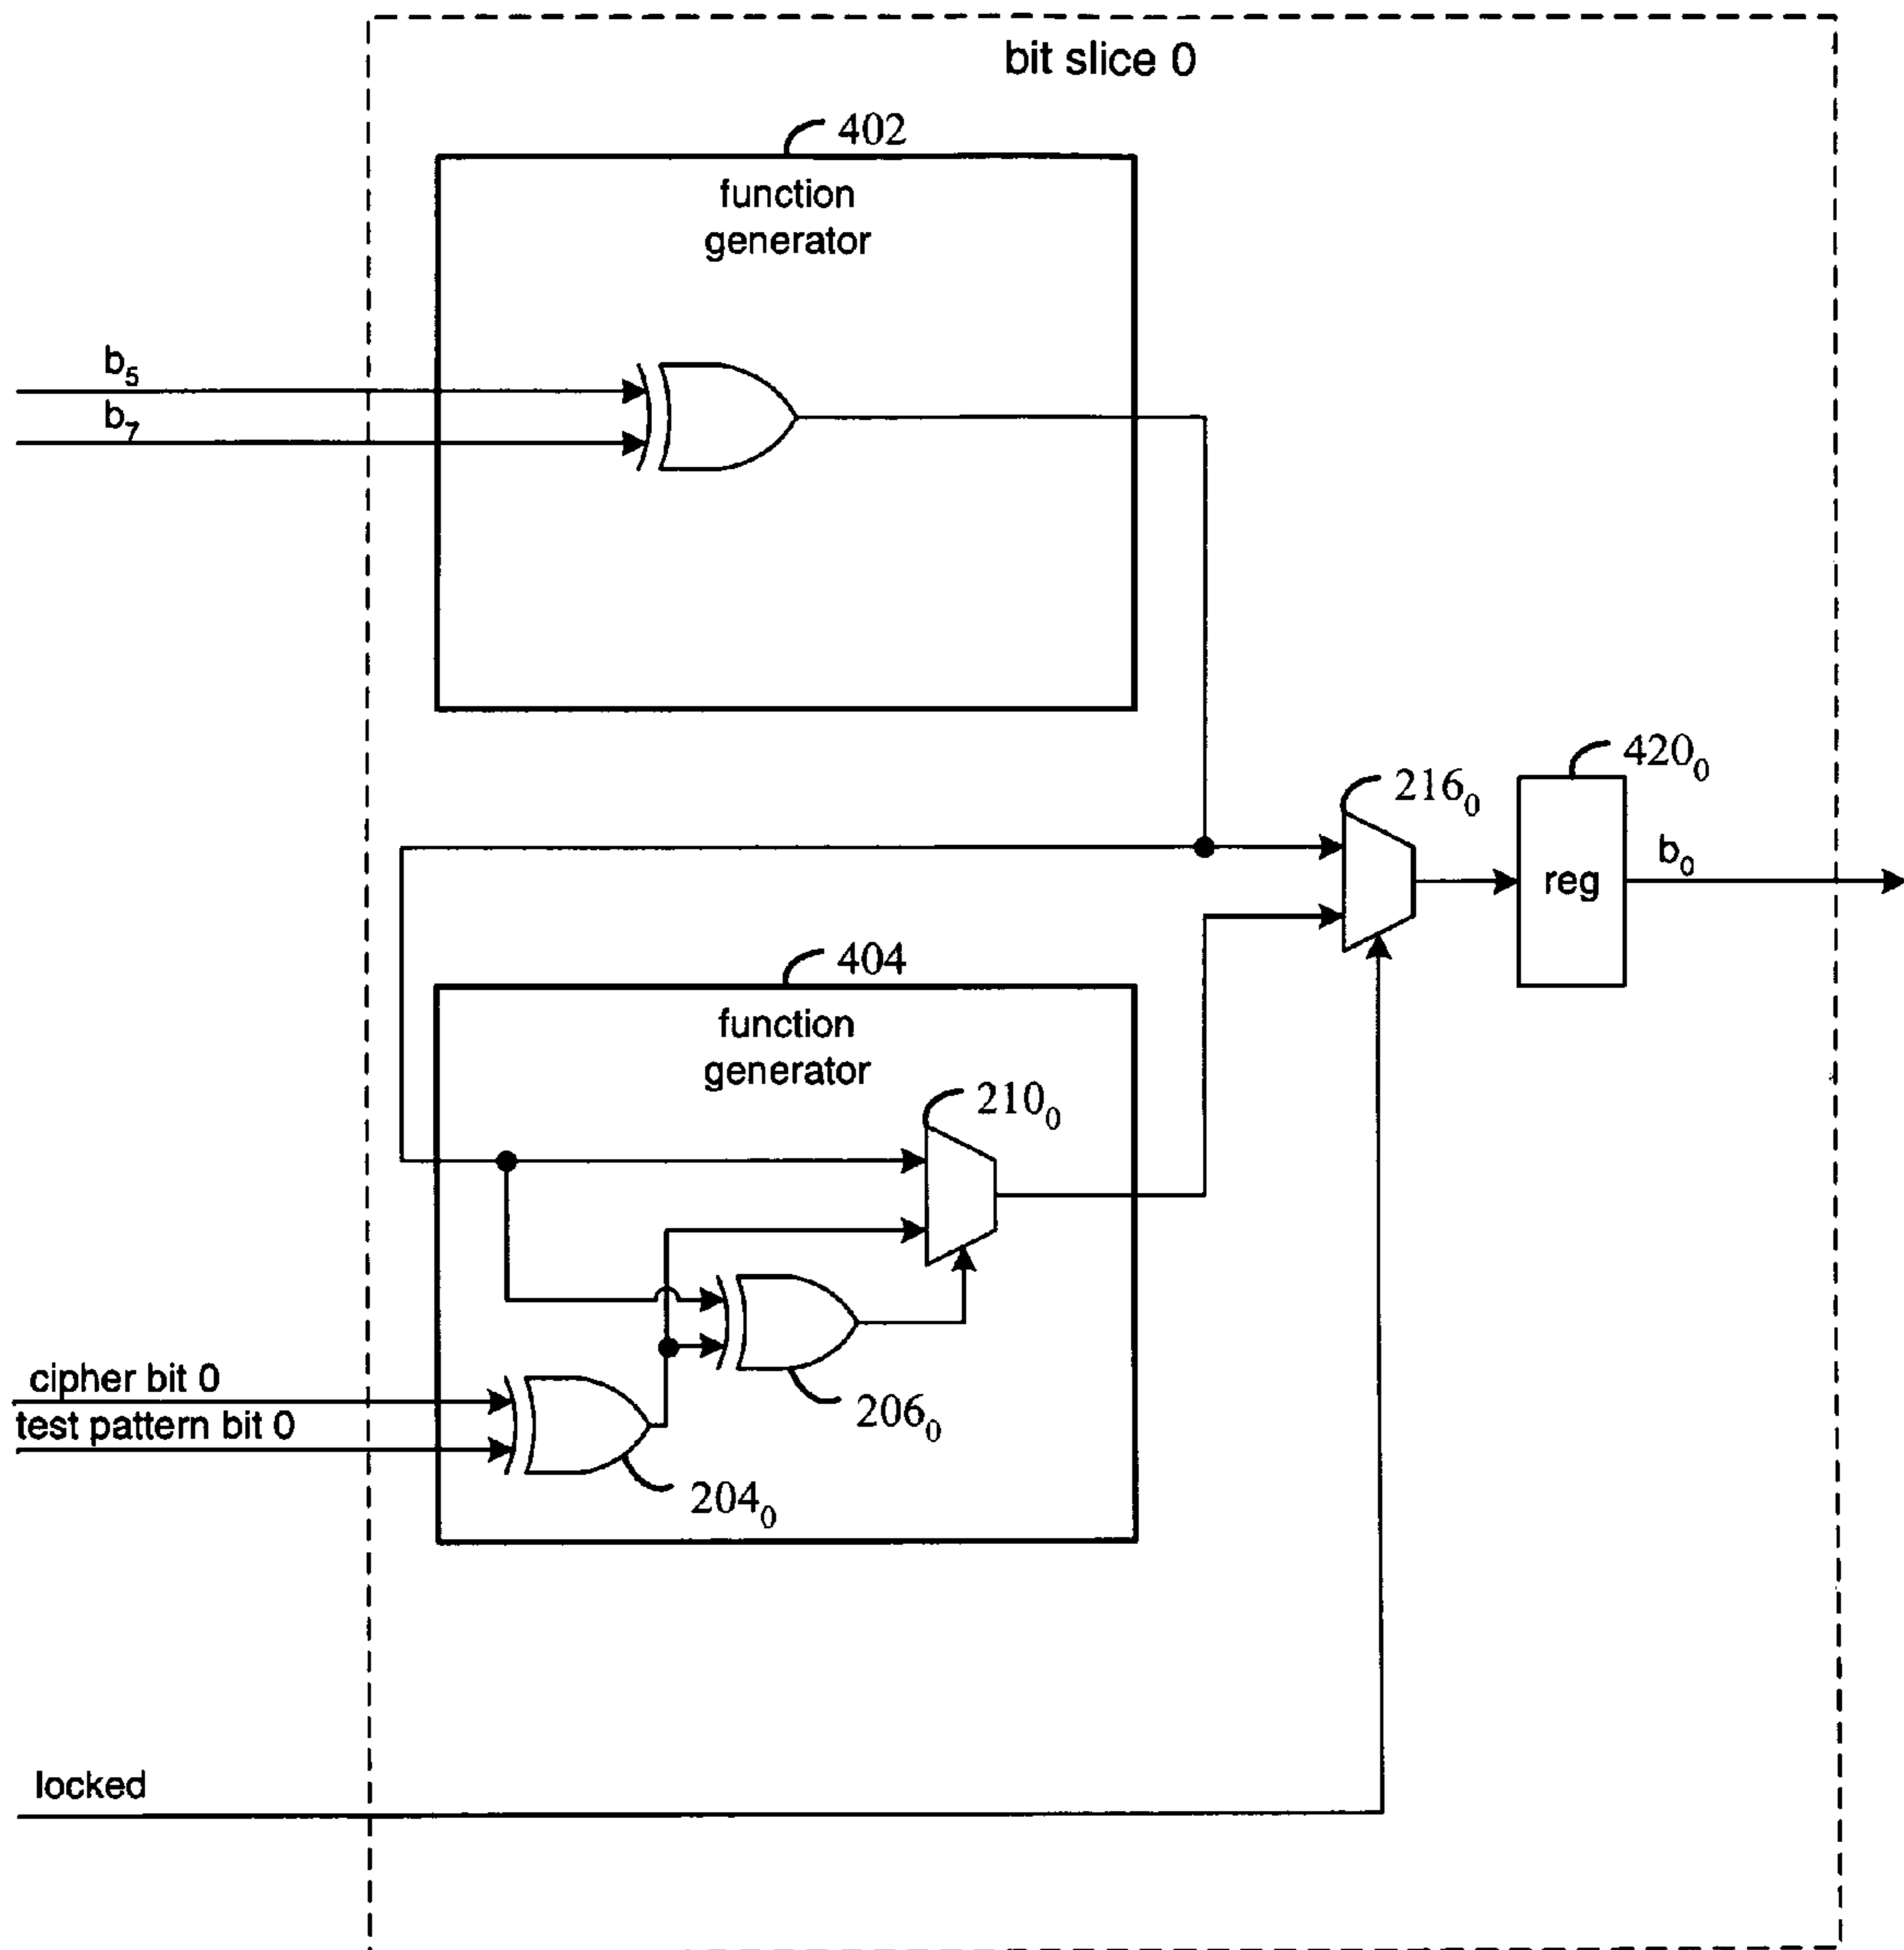 bit slice 0
402
function
generator
b5
b7
4200
2160
b0
reg
404
function
generator
2100
cipher bit 0
test pattern bit 0
2060
2040
locked